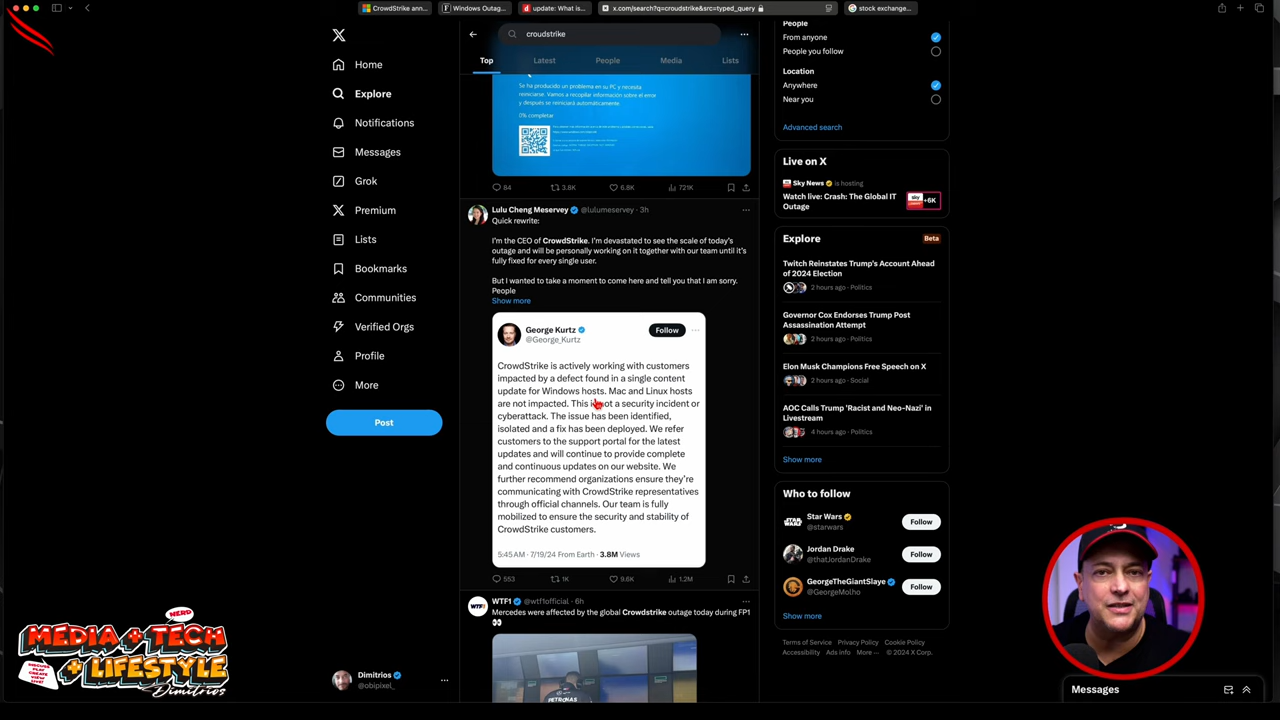 CrowdStrike ann...
Windows Outag...
update: What is...
x.com/search?q=croudstrike&src=typed_query
stock exchange...
Home
Explore
Notifications
Messages
Grok
Premium
Lists
Bookmarks
Communities
Verified Orgs
Profile
More
Post
Dimitrios
@obipixel_
croudstrike
Top
Latest
People
Media
Lists
Se ha producido un problema en su PC y necesita
reiniciarse. Vamos a recopilar información sobre el error
y después se reiniciará automáticamente.
0% completar
84
3.8K
6.8K
721K
Lulu Cheng Meservey @lulumeservey · 3h
Quick rewrite:
I'm the CEO of CrowdStrike. I'm devastated to see the scale of today's
outage and will be personally working on it together with our team until it's
fully fixed for every single user.
But I wanted to take a moment to come here and tell you that I am sorry.
People
Show more
George Kurtz
@George_Kurtz
Follow
CrowdStrike is actively working with customers
impacted by a defect found in a single content
update for Windows hosts. Mac and Linux hosts
are not impacted. This is not a security incident or
cyberattack. The issue has been identified,
isolated and a fix has been deployed. We refer
customers to the support portal for the latest
updates and will continue to provide complete
and continuous updates on our website. We
further recommend organizations ensure they're
communicating with CrowdStrike representatives
through official channels. Our team is fully
mobilized to ensure the security and stability of
CrowdStrike customers.
5:45 AM · 7/19/24 From Earth · 3.8M Views
553
1K
9.6K
1.2M
WTF1 @wtf1official · 6h
Mercedes were affected by the global Crowdstrike outage today during FP1
PETRONAS
People
From anyone
People you follow
Location
Anywhere
Near you
Advanced search
Live on X
Sky News is hosting
Watch live: Crash: The Global IT
Outage
sky
+6K
Explore
Beta
Twitch Reinstates Trump's Account Ahead
of 2024 Election
2 hours ago · Politics
Governor Cox Endorses Trump Post
Assassination Attempt
2 hours ago · Politics
Elon Musk Champions Free Speech on X
2 hours ago · Social
AOC Calls Trump 'Racist and Neo-Nazi' in
Livestream
4 hours ago · Politics
Show more
Who to follow
Star Wars
@starwars
Follow
Jordan Drake
@thatJordanDrake
Follow
GeorgeTheGiantSlaye
@GeorgeMolho
Follow
Show more
Terms of Service Privacy Policy Cookie Policy
Accessibility Ads info More ··· © 2024 X Corp.
Messages
NERD
MEDIA + TECH
+ LIFESTYLE
DISCUSS
PLAY
CREATE
VIEW
LIVE!
Dimitrios